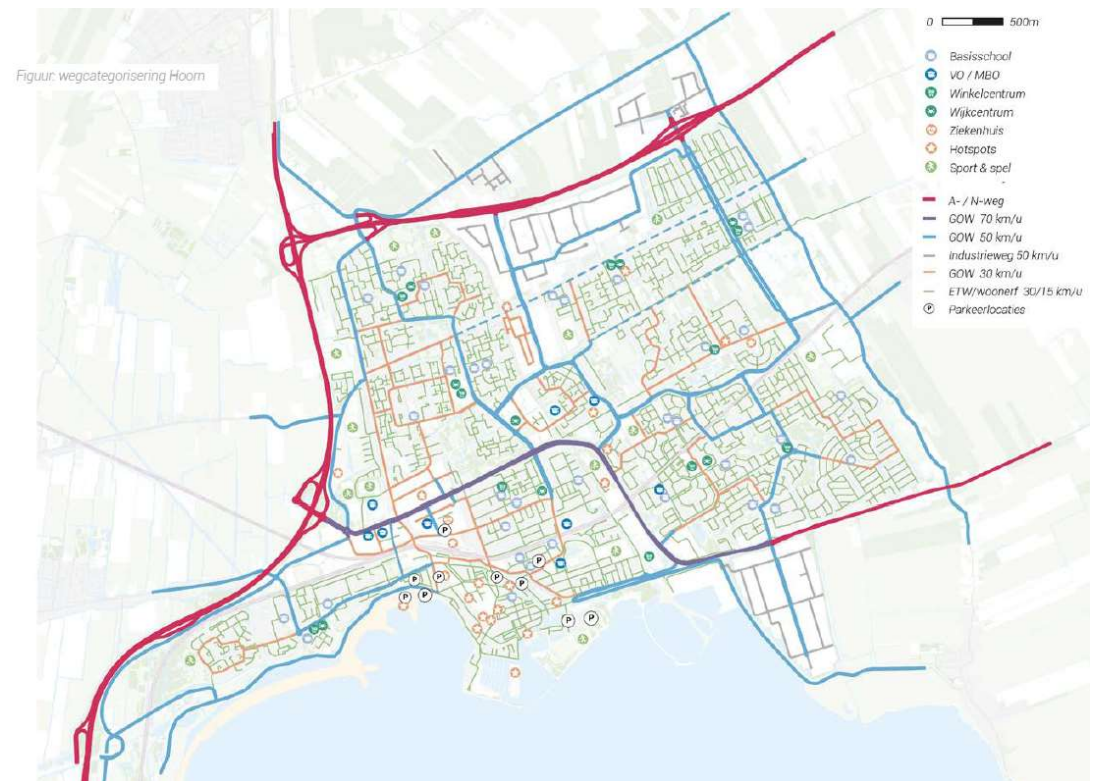 0 500m
Figuur: wegcategorisering Hoorn
Basisschool
VO / MBO
Winkelcentrum
Wijkcentrum
Ziekenhuis
Hotspots
Sport & spel
A- / N-weg
GOW 70 km/u
GOW 50 km/u
Industrieweg 50 km/u
GOW 30 km/u
ETW/woonerf 30/15 km/u
P Parkeerlocaties
P
P
P
P
P
P
P
P
P
P